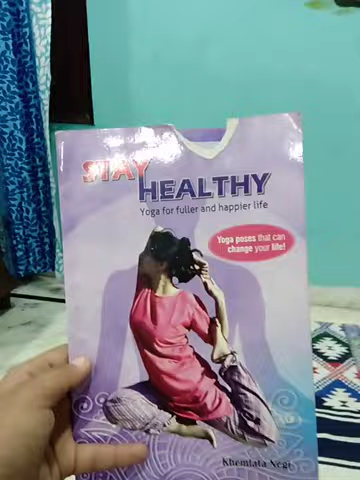 STAY
HEALTHY
Yoga for fuller and happier life
Yoga poses that can
change your life!
Khemlata Negi